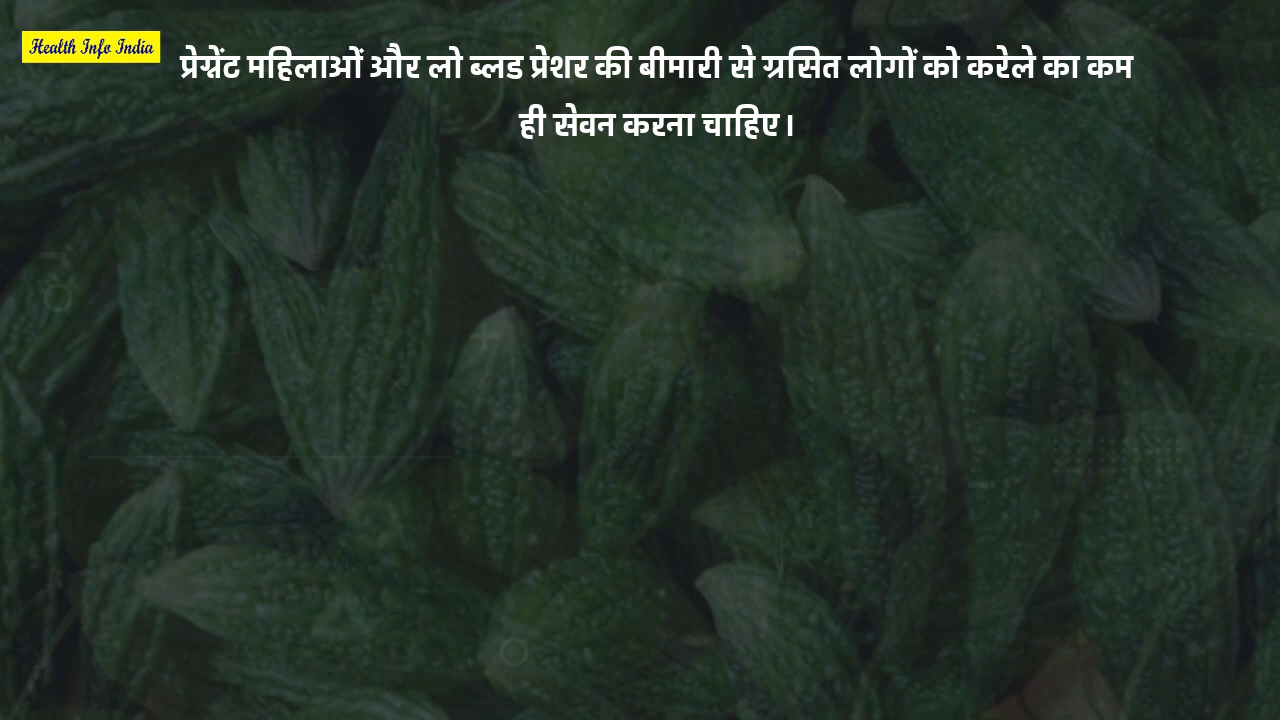 Health Info India
प्रेग्नेंट महिलाओं और लो ब्लड प्रेशर की बीमारी से ग्रसित लोगों को करेले का कम
ही सेवन करना चाहिए।